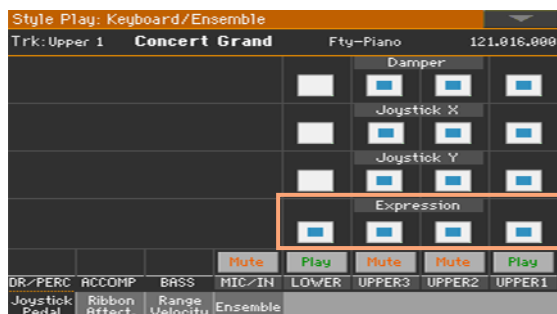 Style Play: Keyboard/Ensemble
Trk:Upper 1 Concert Grand Fty-Piano 121.016.000
Damper
Joystick X
Joystick Y
Expression
Mute Play Mute Mute Play
DR/PERC ACCOMP BASS MIC/IN LOWER UPPER3 UPPER2 UPPER1
Joystick Ribbon Range Ensemble
Pedal Affect. Velocity